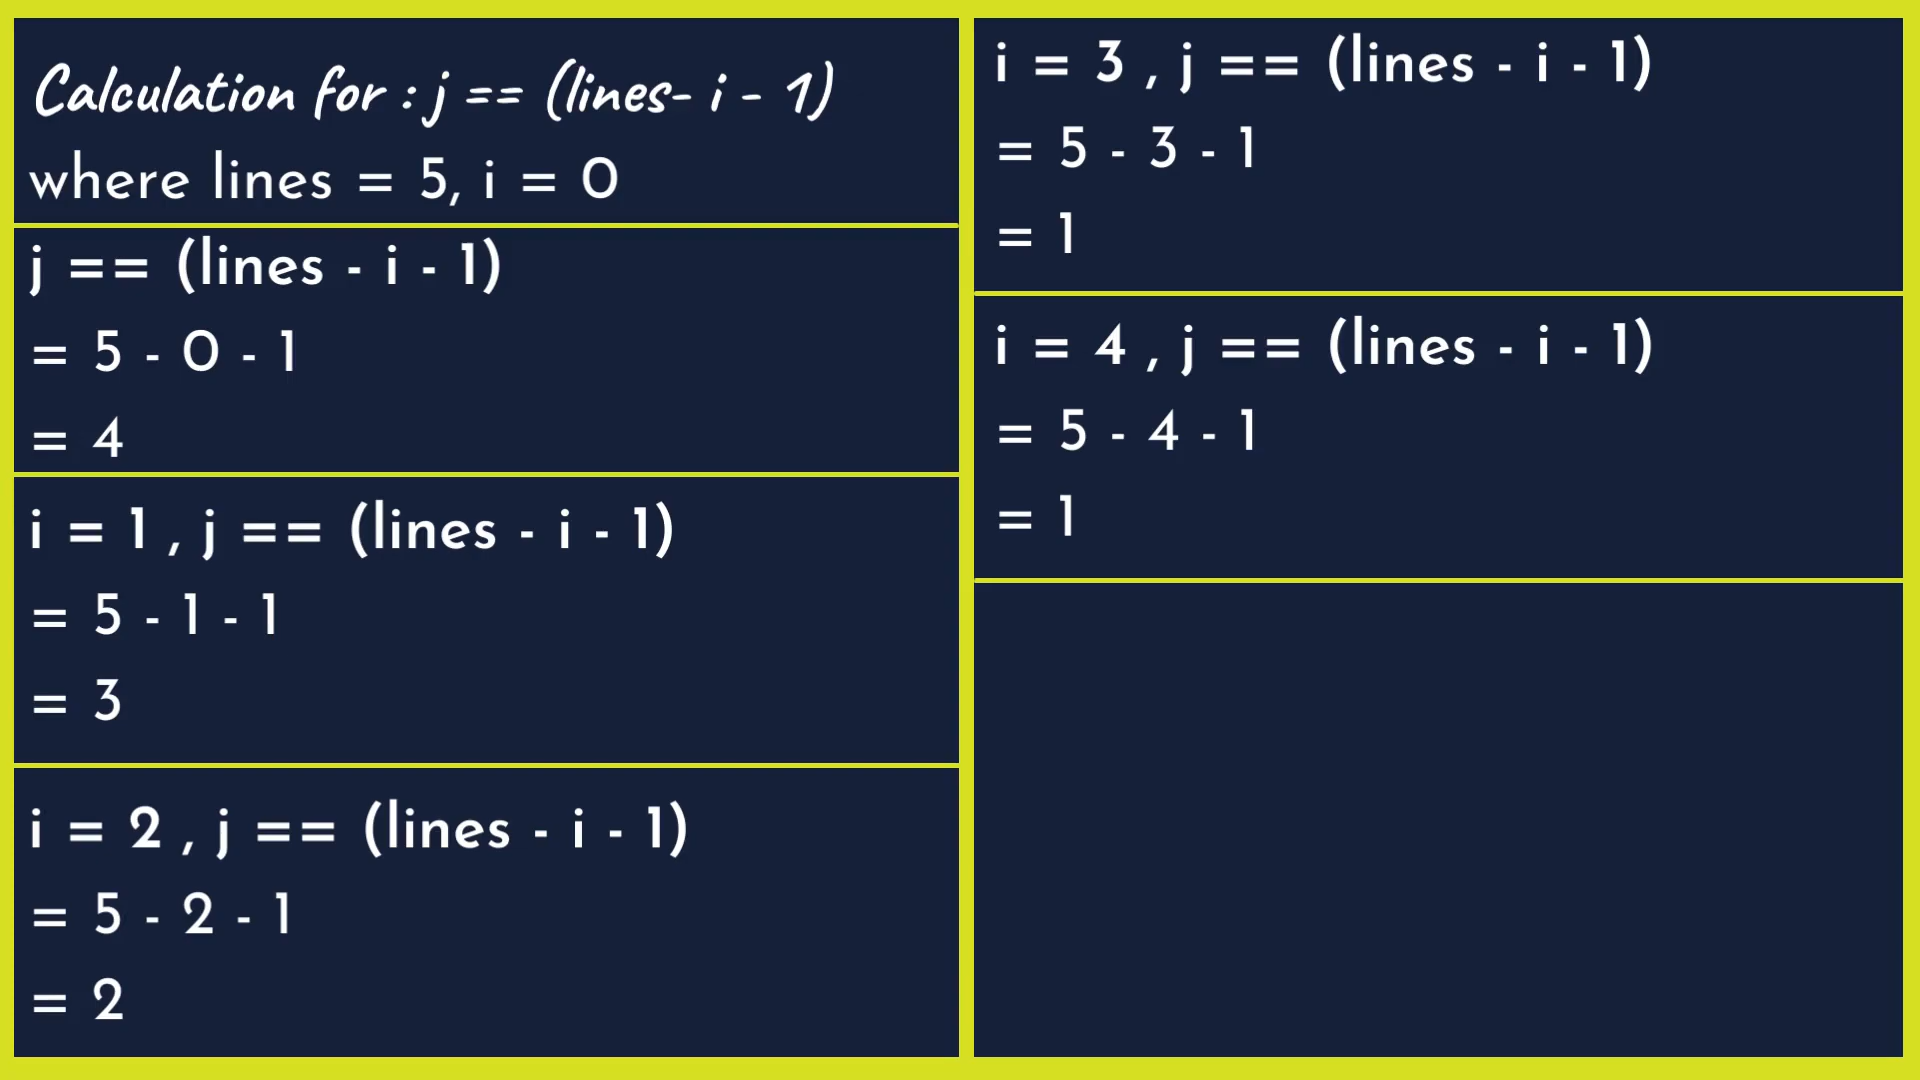 Calculation for : j == (lines- i - 1)
where lines = 5, i = 0
j == (lines - i - 1)
= 5 - 0 - 1
= 4
i = 1 , j == (lines - i - 1)
= 5 - 1 - 1
= 3
i = 2 , j == (lines - i - 1)
= 5 - 2 - 1
= 2
i = 3 , j == (lines - i - 1)
= 5 - 3 - 1
= 1
i = 4 , j == (lines - i - 1)
= 5 - 4 - 1
= 1